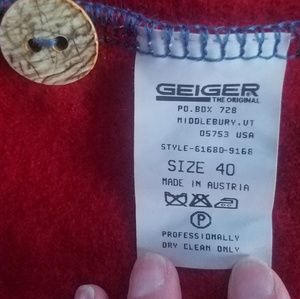 GEIGER
THE ORIGINAL
PO.BOX 728
MIDDLEBURY.VT
05753 USA
STYLE-61680-9168
SIZE 40
MADE IN AUSTRIA
P
PROFESSIONALLY
DRY CLEAN ONLY